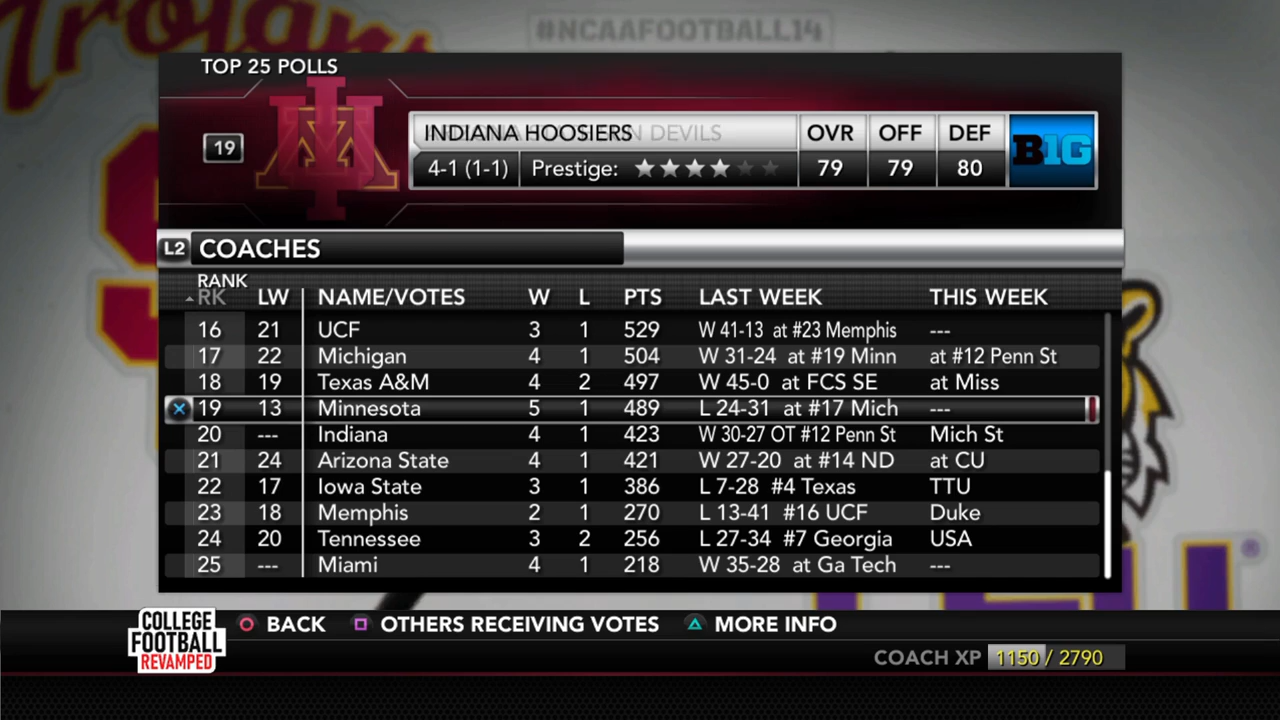 Trojans
#NCAAFOOTBALL14
TOP 25 POLLS
19
INDIANA HOOSIERS DEVILS OVR OFF DEF B1G
4-1 (1-1) Prestige: 79 79 80
L2 COACHES
RANK
RK LW NAME/VOTES W L PTS LAST WEEK THIS WEEK
16 21 UCF 3 1 529 W 41-13 at #23 Memphis ---
17 22 Michigan 4 1 504 W 31-24 at #19 Minn at #12 Penn St
18 19 Texas A&M 4 2 497 W 45-0 at FCS SE at Miss
19 13 Minnesota 5 1 489 L 24-31 at #17 Mich ---
20 --- Indiana 4 1 423 W 30-27 OT #12 Penn St Mich St
21 24 Arizona State 4 1 421 W 27-20 at #14 ND at CU
22 17 Iowa State 3 1 386 L 7-28 #4 Texas TTU
23 18 Memphis 2 1 270 L 13-41 #16 UCF Duke
24 20 Tennessee 3 2 256 L 27-34 #7 Georgia USA
25 --- Miami 4 1 218 W 35-28 at Ga Tech ---
COLLEGE FOOTBALL REVAMPED
BACK OTHERS RECEIVING VOTES MORE INFO
COACH XP 1150 / 2790